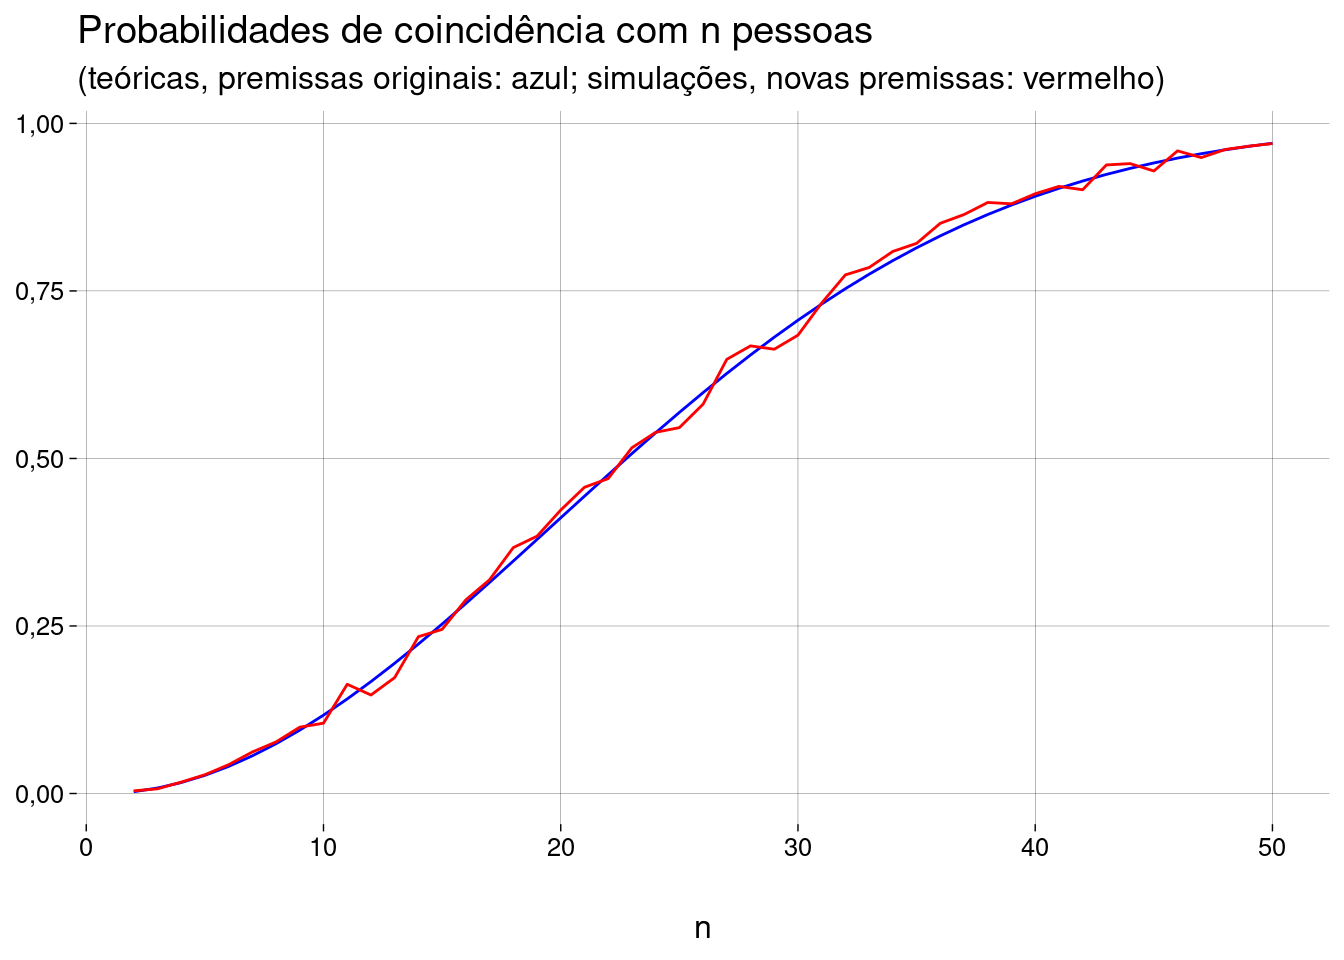 Probabilidades de coincidência com n pessoas
(teóricas, premissas originais: azul; simulações, novas premissas: vermelho)
1,00
0,75
0,50
0,25
0,00
0 10 20 30 40 50
n